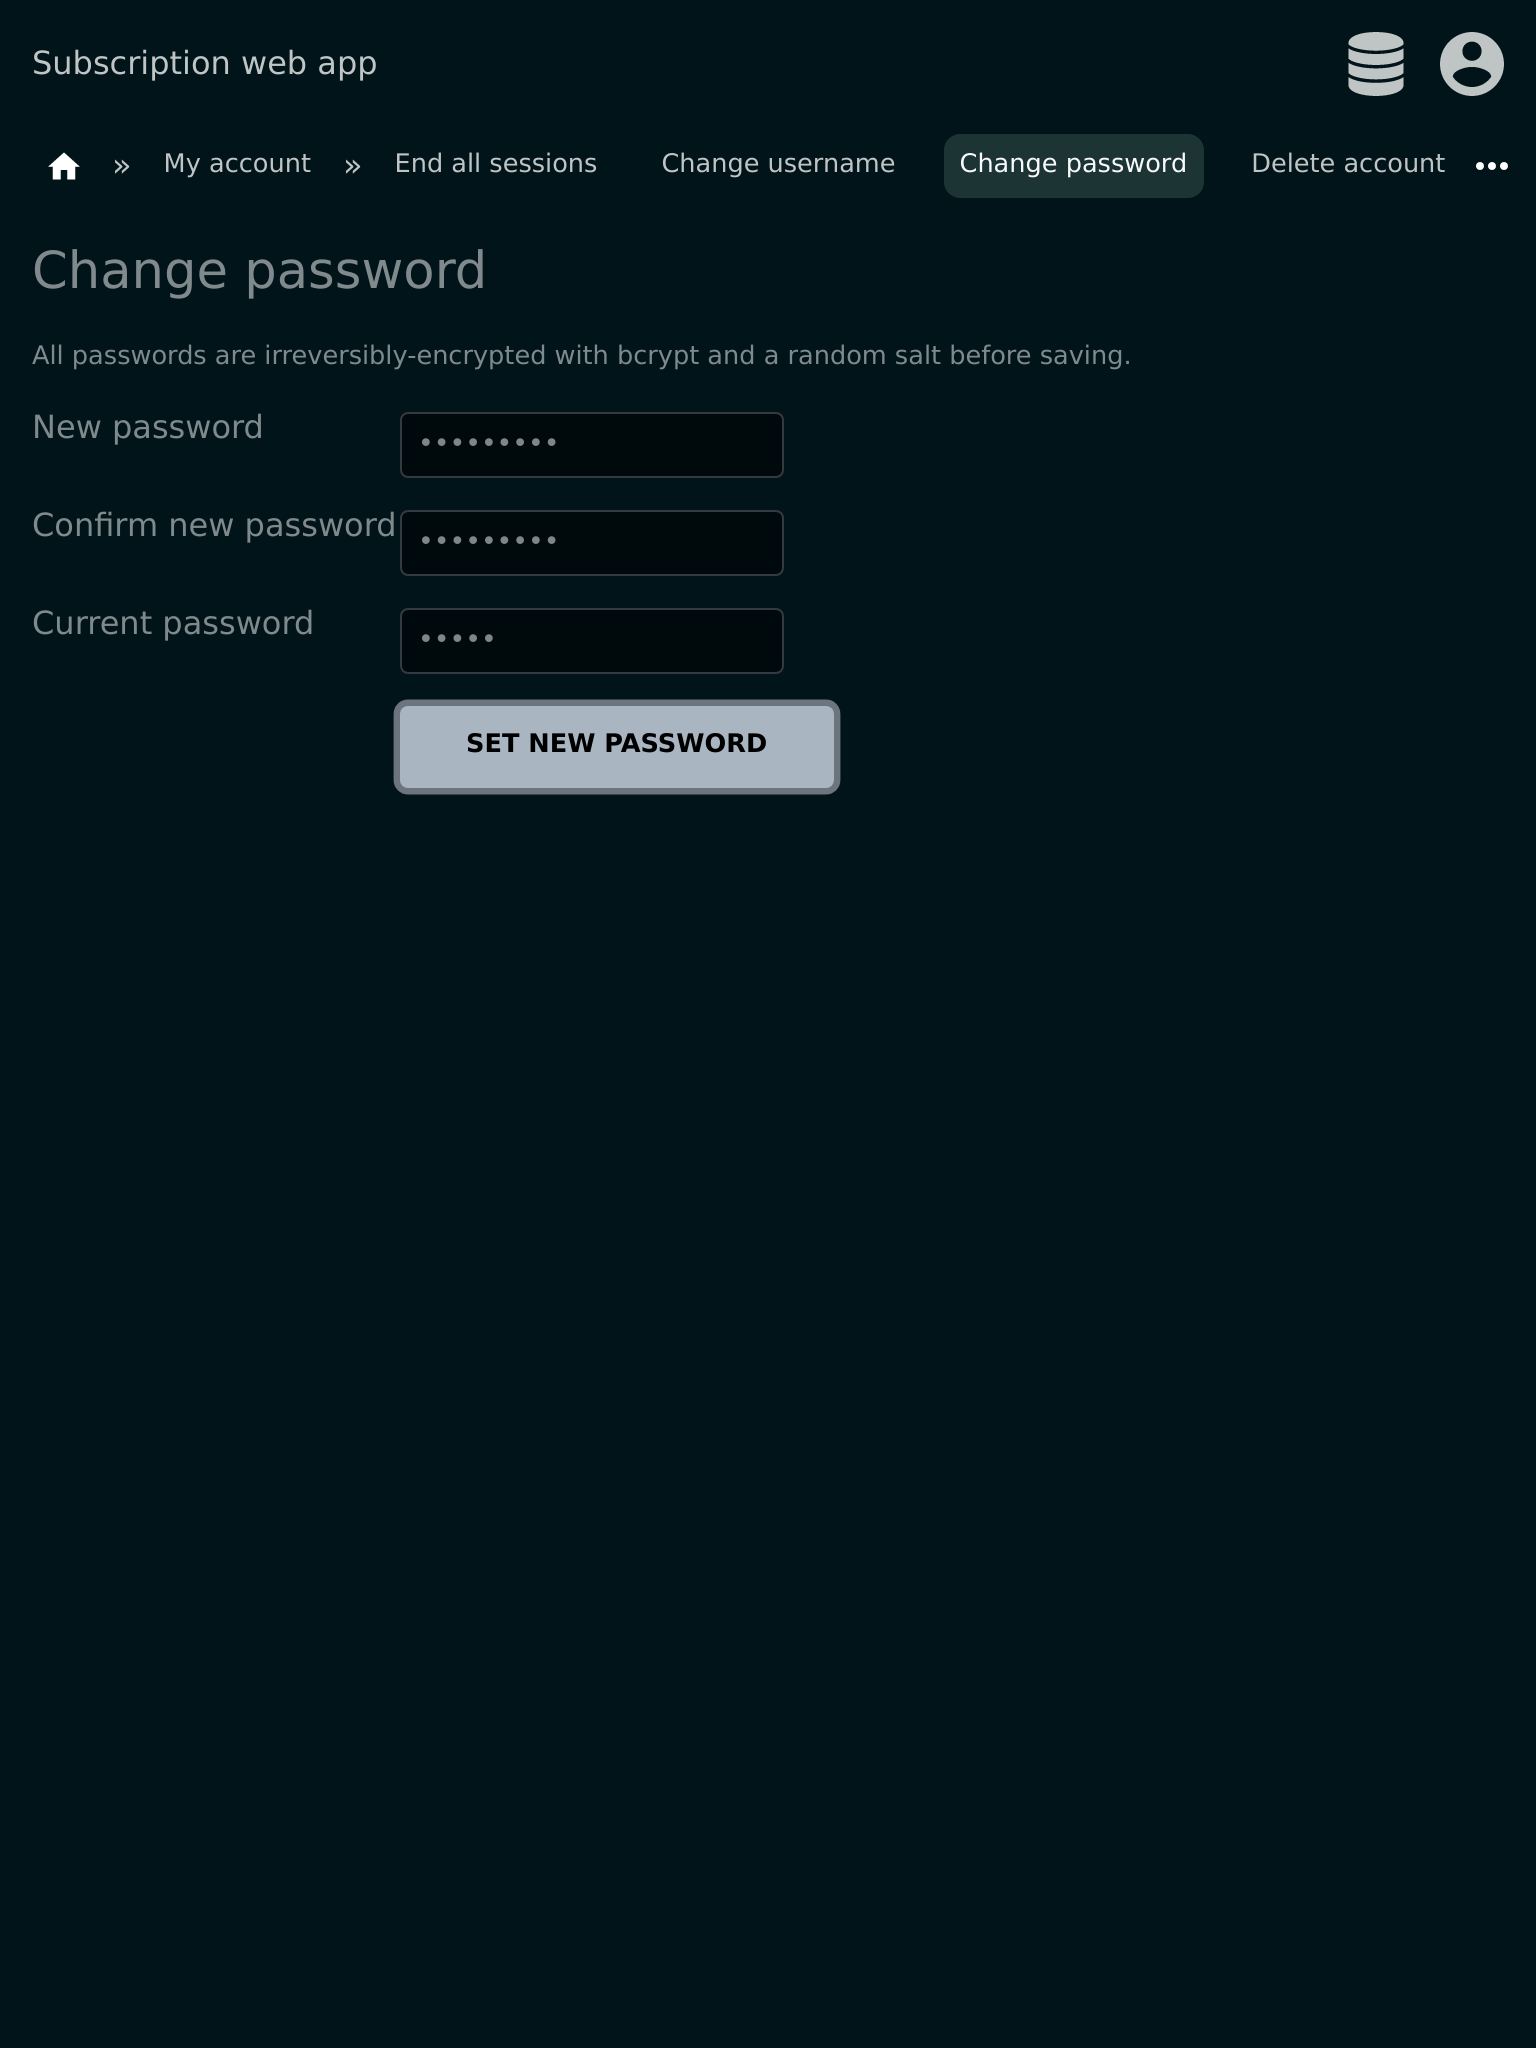 Subscription web app
» My account » End all sessions Change username Change password Delete account •••
Change password
All passwords are irreversibly-encrypted with bcrypt and a random salt before saving.
New password •••••••••
Confirm new password •••••••••
Current password •••••
SET NEW PASSWORD